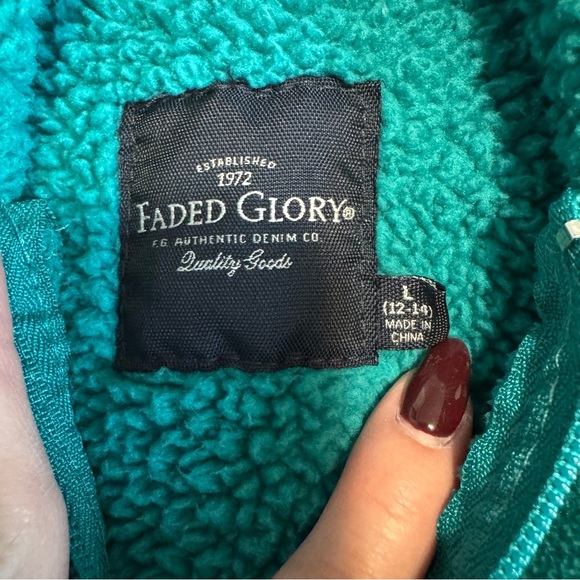 ESTABLISHED
1972
FADED GLORY®
F.G. AUTHENTIC DENIM CO.
Quality Goods
L
(12-14)
MADE IN
CHINA